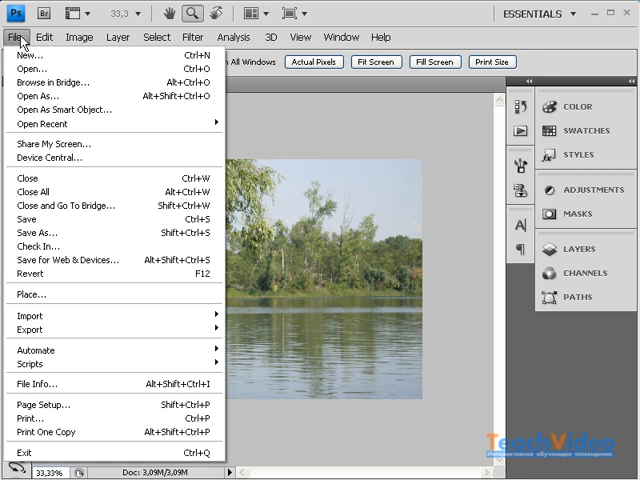 Ps Br 33,3 ESSENTIALS
File Edit Image Layer Select Filter Analysis 3D View Window Help
All Windows Actual Pixels Fit Screen Fill Screen Print Size
New... Ctrl+N
Open... Ctrl+O
Browse in Bridge... Alt+Ctrl+O
Open As... Alt+Shift+Ctrl+O
Open As Smart Object...
Open Recent
Share My Screen...
Device Central...
Close Ctrl+W
Close All Alt+Ctrl+W
Close and Go To Bridge... Shift+Ctrl+W
Save Ctrl+S
Save As... Shift+Ctrl+S
Check In...
Save for Web & Devices... Alt+Shift+Ctrl+S
Revert F12
Place...
Import
Export
Automate
Scripts
File Info... Alt+Shift+Ctrl+I
Page Setup... Shift+Ctrl+P
Print... Ctrl+P
Print One Copy Alt+Shift+Ctrl+P
Exit Ctrl+Q
COLOR
SWATCHES
STYLES
ADJUSTMENTS
MASKS
LAYERS
CHANNELS
PATHS
TeachVideo
Интерактивное обучающее телевидение
33,33% Doc: 3,09M/3,09M